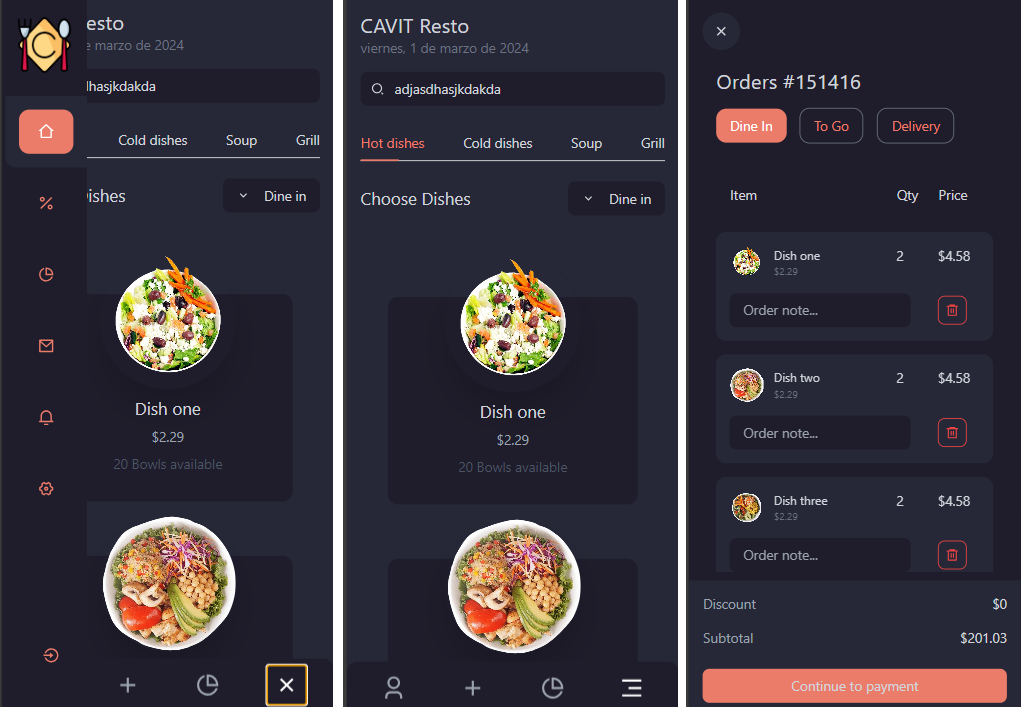 esto
e marzo de 2024
dhasjkdakda
Cold dishes Soup Grill
Dishes
Dine in
Dish one
$2.29
20 Bowls available
CAVIT Resto
viernes, 1 de marzo de 2024
adjasdhasjkdakda
Hot dishes Cold dishes Soup Grill
Choose Dishes
Dine in
Dish one
$2.29
20 Bowls available
Orders #151416
Dine In To Go Delivery
Item Qty Price
Dish one 2 $4.58
$2.29
Order note...
Dish two 2 $4.58
$2.29
Order note...
Dish three 2 $4.58
$2.29
Order note...
Discount $0
Subtotal $201.03
Continue to payment